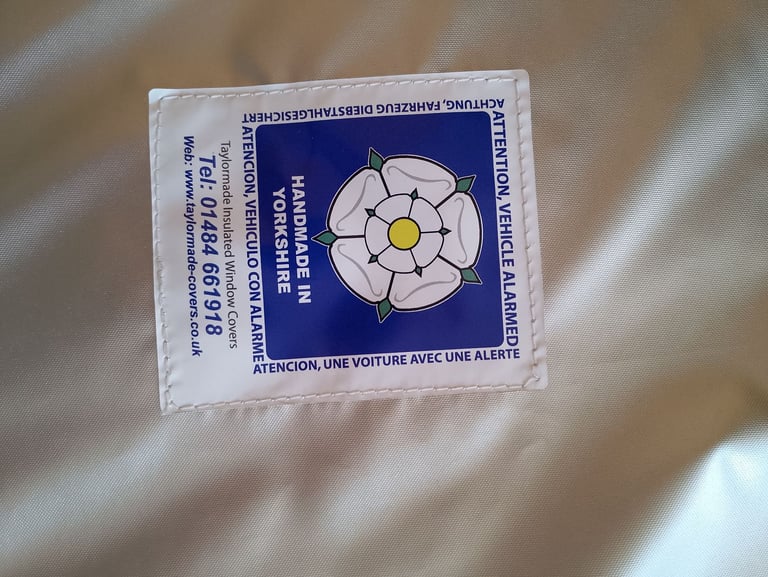 ATTENTION, VEHICLE ALARMED
ACHTUNG, FAHRZEUG DIEBSTAHLGESICHERT
ATENCION, UNE VOITURE AVEC UNE ALERTE
HANDMADE IN
YORKSHIRE
ATENCION, VEHICULO CON ALARME
Taylormade Insulated Window Covers
Tel: 01484 661918
Web: www.taylormade-covers.co.uk